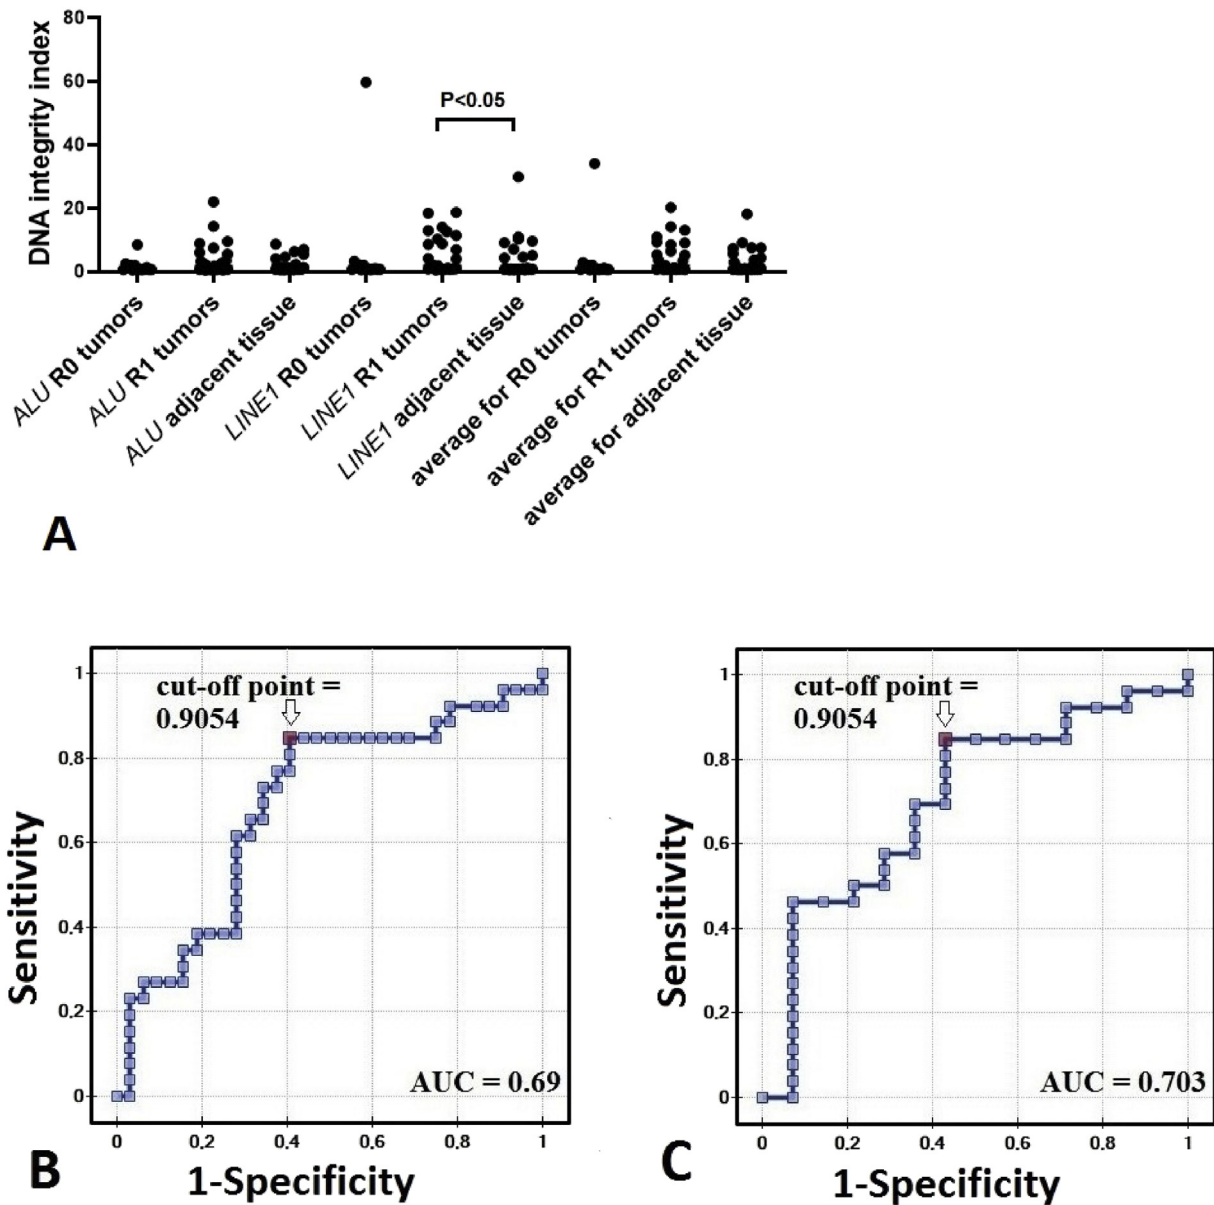 80
60
40
20
0
DNA integrity index
P<0.05
ALU R0 tumors
ALU R1 tumors
ALU adjacent tissue
LINE1 R0 tumors
LINE1 R1 tumors
LINE1 adjacent tissue
average for R0 tumors
average for R1 tumors
average for adjacent tissue
A
1
0.8
0.6
0.4
0.2
0
Sensitivity
cut-off point =
0.9054
AUC = 0.69
0 0.2 0.4 0.6 0.8 1
1-Specificity
B
1
0.8
0.6
0.4
0.2
0
Sensitivity
cut-off point =
0.9054
AUC = 0.703
0 0.2 0.4 0.6 0.8 1
1-Specificity
C